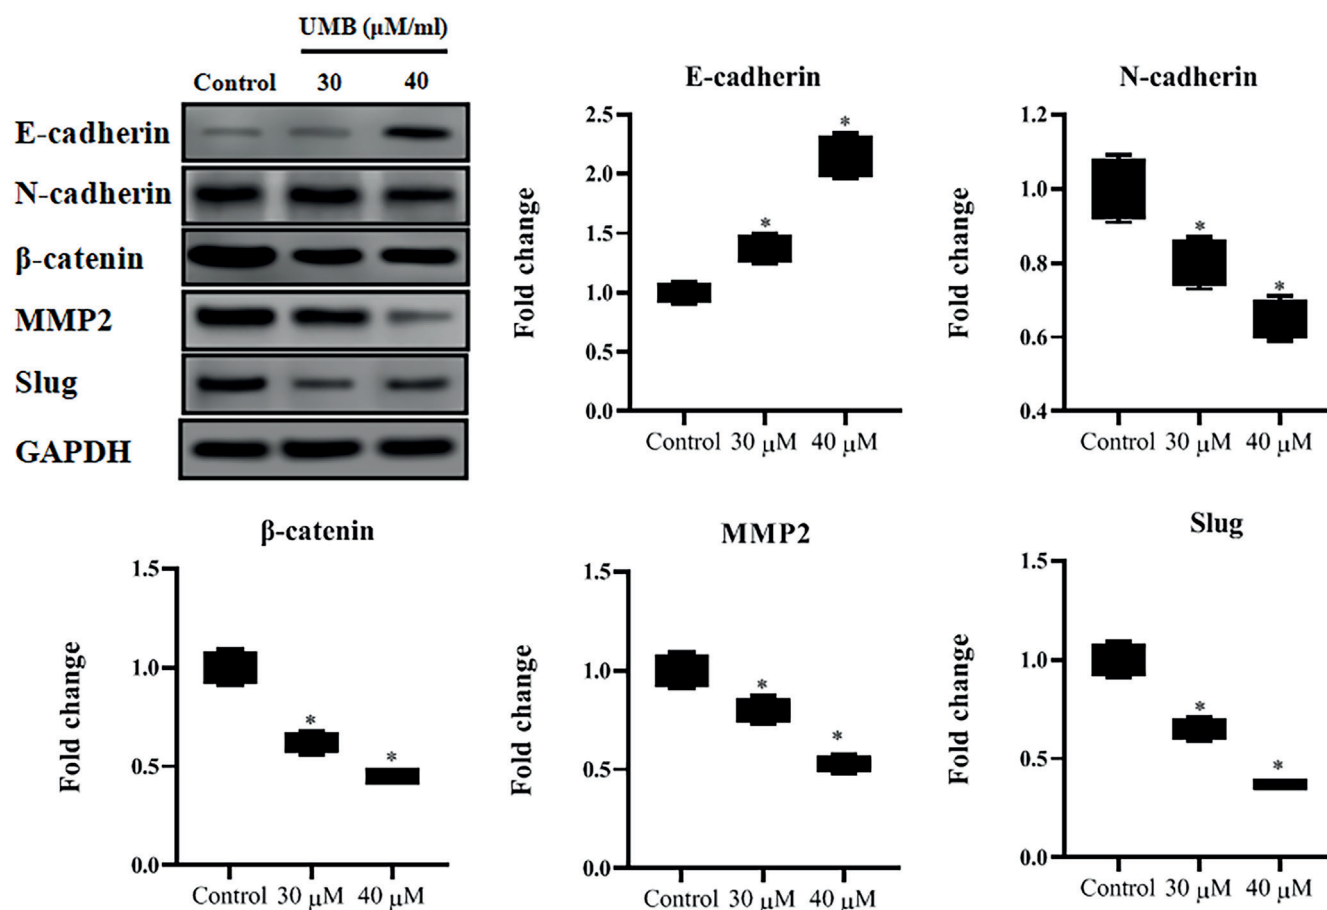 UMB (μM/ml)
Control 30 40
E-cadherin
N-cadherin
β-catenin
MMP2
Slug
GAPDH
E-cadherin
Fold change
2.5
2.0
1.5
1.0
0.5
0.0
*
*
Control 30 μM 40 μM
N-cadherin
Fold change
1.2
1.0
0.8
0.6
0.4
*
*
Control 30 μM 40 μM
β-catenin
Fold change
1.5
1.0
0.5
0.0
*
*
Control 30 μM 40 μM
MMP2
Fold change
1.5
1.0
0.5
0.0
*
*
Control 30 μM 40 μM
Slug
Fold change
1.5
1.0
0.5
0.0
*
*
Control 30 μM 40 μM